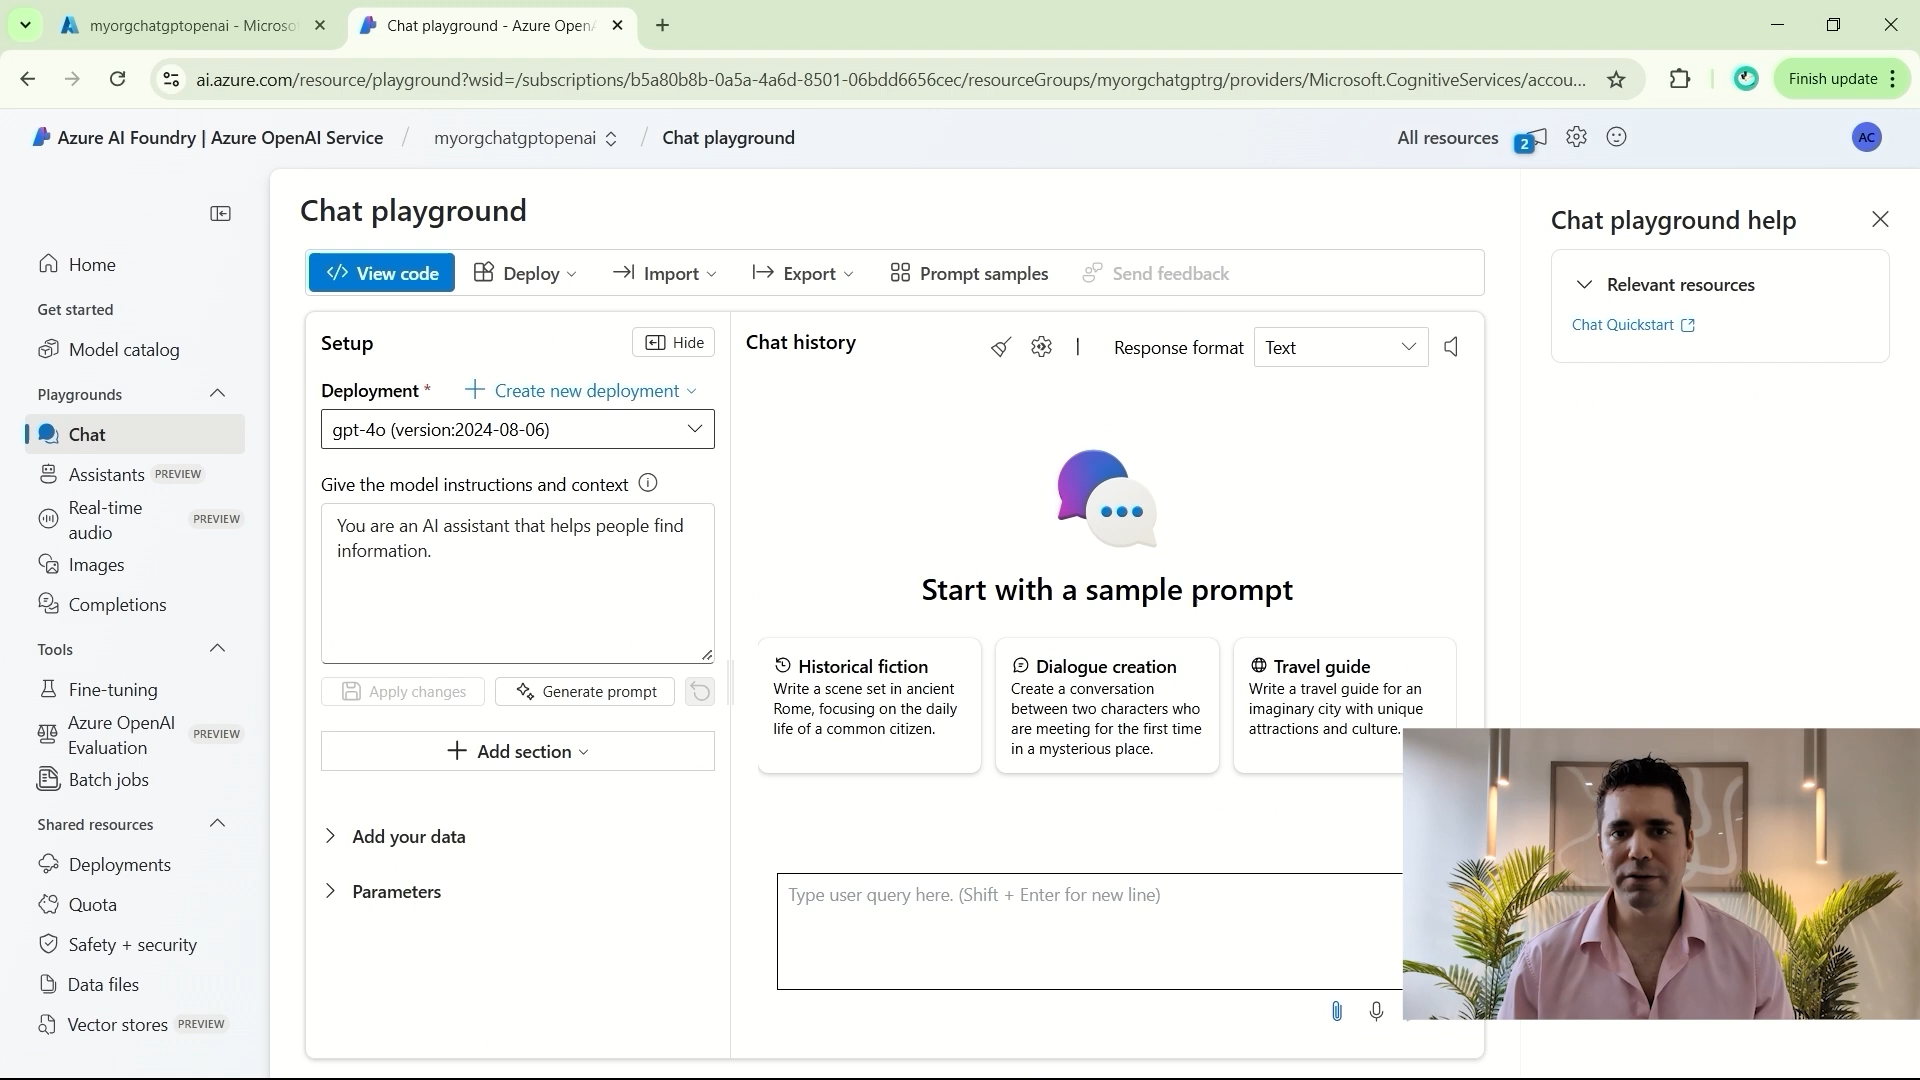 myorgchatgptopenai - Microso
Chat playground - Azure Open
ai.azure.com/resource/playground?wsid=/subscriptions/b5a80b8b-0a5a-4a6d-8501-06bdd6656cec/resourceGroups/myorgchatgptrg/providers/Microsoft.CognitiveServices/accou...
Finish update
Azure AI Foundry | Azure OpenAI Service / myorgchatgptopenai / Chat playground
All resources
2
AC
Home
Get started
Model catalog
Playgrounds
Chat
Assistants PREVIEW
Real-time
audio
PREVIEW
Images
Completions
Tools
Fine-tuning
Azure OpenAI
Evaluation
PREVIEW
Batch jobs
Shared resources
Deployments
Quota
Safety + security
Data files
Vector stores PREVIEW
Chat playground
View code
Deploy
Import
Export
Prompt samples
Send feedback
Setup
Hide
Deployment *
Create new deployment
gpt-4o (version:2024-08-06)
Give the model instructions and context
You are an AI assistant that helps people find
information.
Apply changes
Generate prompt
Add section
Add your data
Parameters
Chat history
Response format
Text
Start with a sample prompt
Historical fiction
Write a scene set in ancient
Rome, focusing on the daily
life of a common citizen.
Dialogue creation
Create a conversation
between two characters who
are meeting for the first time
in a mysterious place.
Travel guide
Write a travel guide for an
imaginary city with unique
attractions and culture.
Type user query here. (Shift + Enter for new line)
Chat playground help
Relevant resources
Chat Quickstart